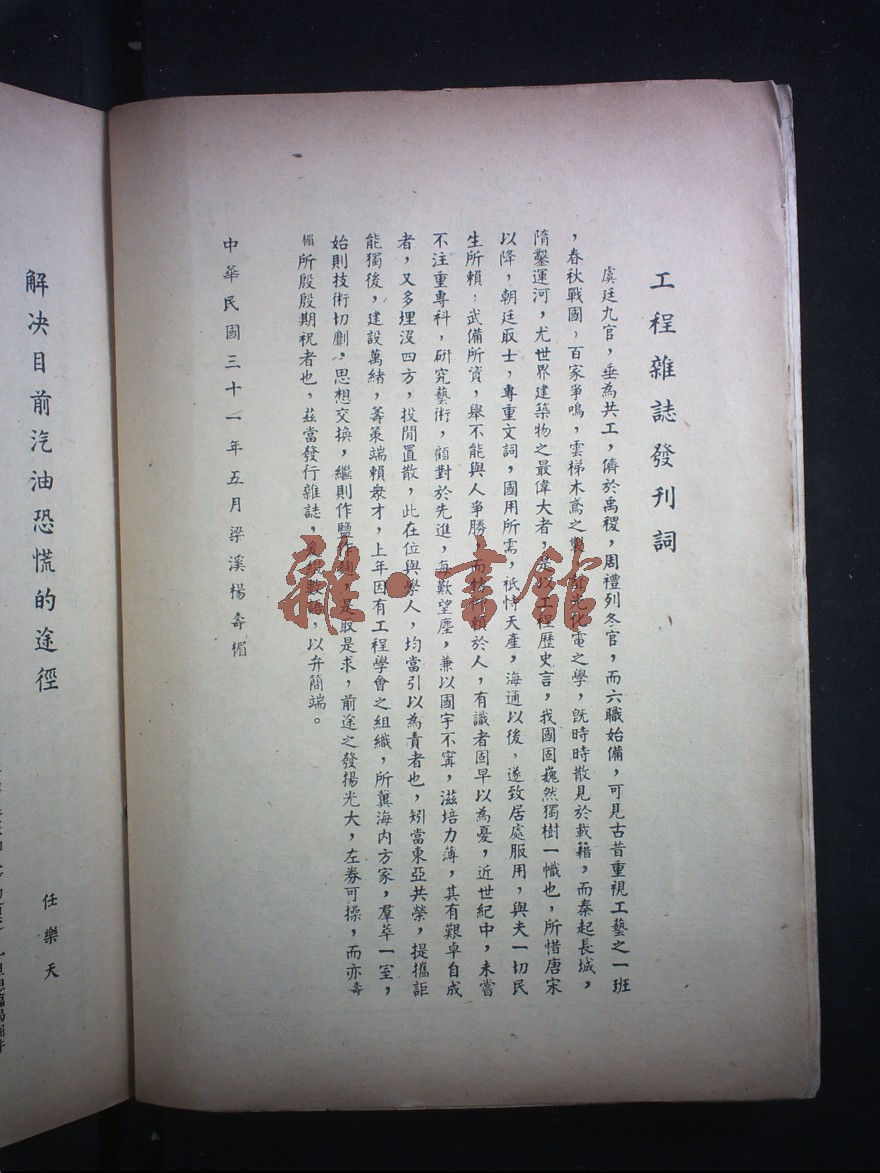 工程雜誌發刊詞
虞廷九官，垂為共工，儕於禹稷，周禮列冬官，而六職始備，可見古昔重視工藝之一班
，春秋戰國，百家爭鳴，雲梯木鳶之製，光化電之學，旣時時散見於載籍，而秦起長城，
隋鑿運河，尤世界建築物之最偉大者，是以工程歷史言，我國固巍然獨樹一幟也，所惜唐宋
以降，朝廷取士，專重文詞，國用所需，祇恃天產，海通以後，遂致居處服用，與夫一切民
生所賴，武備所資，舉不能與人爭勝，而於人，有識者固早以為憂，近世紀中，未嘗
不注重專科，研究藝術，顧對於先進，每歎望塵，兼以國宇不甯，滋培力薄，其有艱卓自成
者，又多埋沒四方，投閒置散，此在位與學人，均當引以為責者也，矧當東亞共榮，提攜詎
能獨後，建設萬緒，籌策端賴衆才，上年因有工程學會之組織，所冀海内方家，羣萃一室，
始則技術切劘，思想交換，繼則作鹽作，是取是求，前途之發揚光大，左券可操，而亦壽
楣所殷殷期祝者也，茲當發行雜誌，數語，以弁簡端。
中華民國三十一年五月梁溪楊壽楣
解決目前汽油恐慌的途徑
任樂天
雜·書館